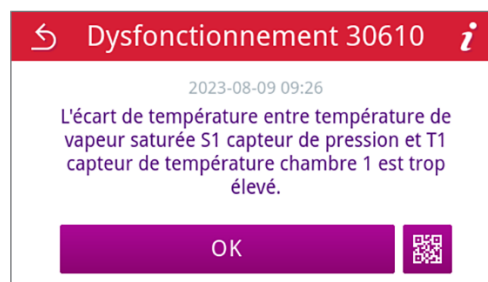 Dysfonctionnement 30610 i
2023-08-09 09:26
L'écart de température entre température de
vapeur saturée S1 capteur de pression et T1
capteur de température chambre 1 est trop
élevé.
OK